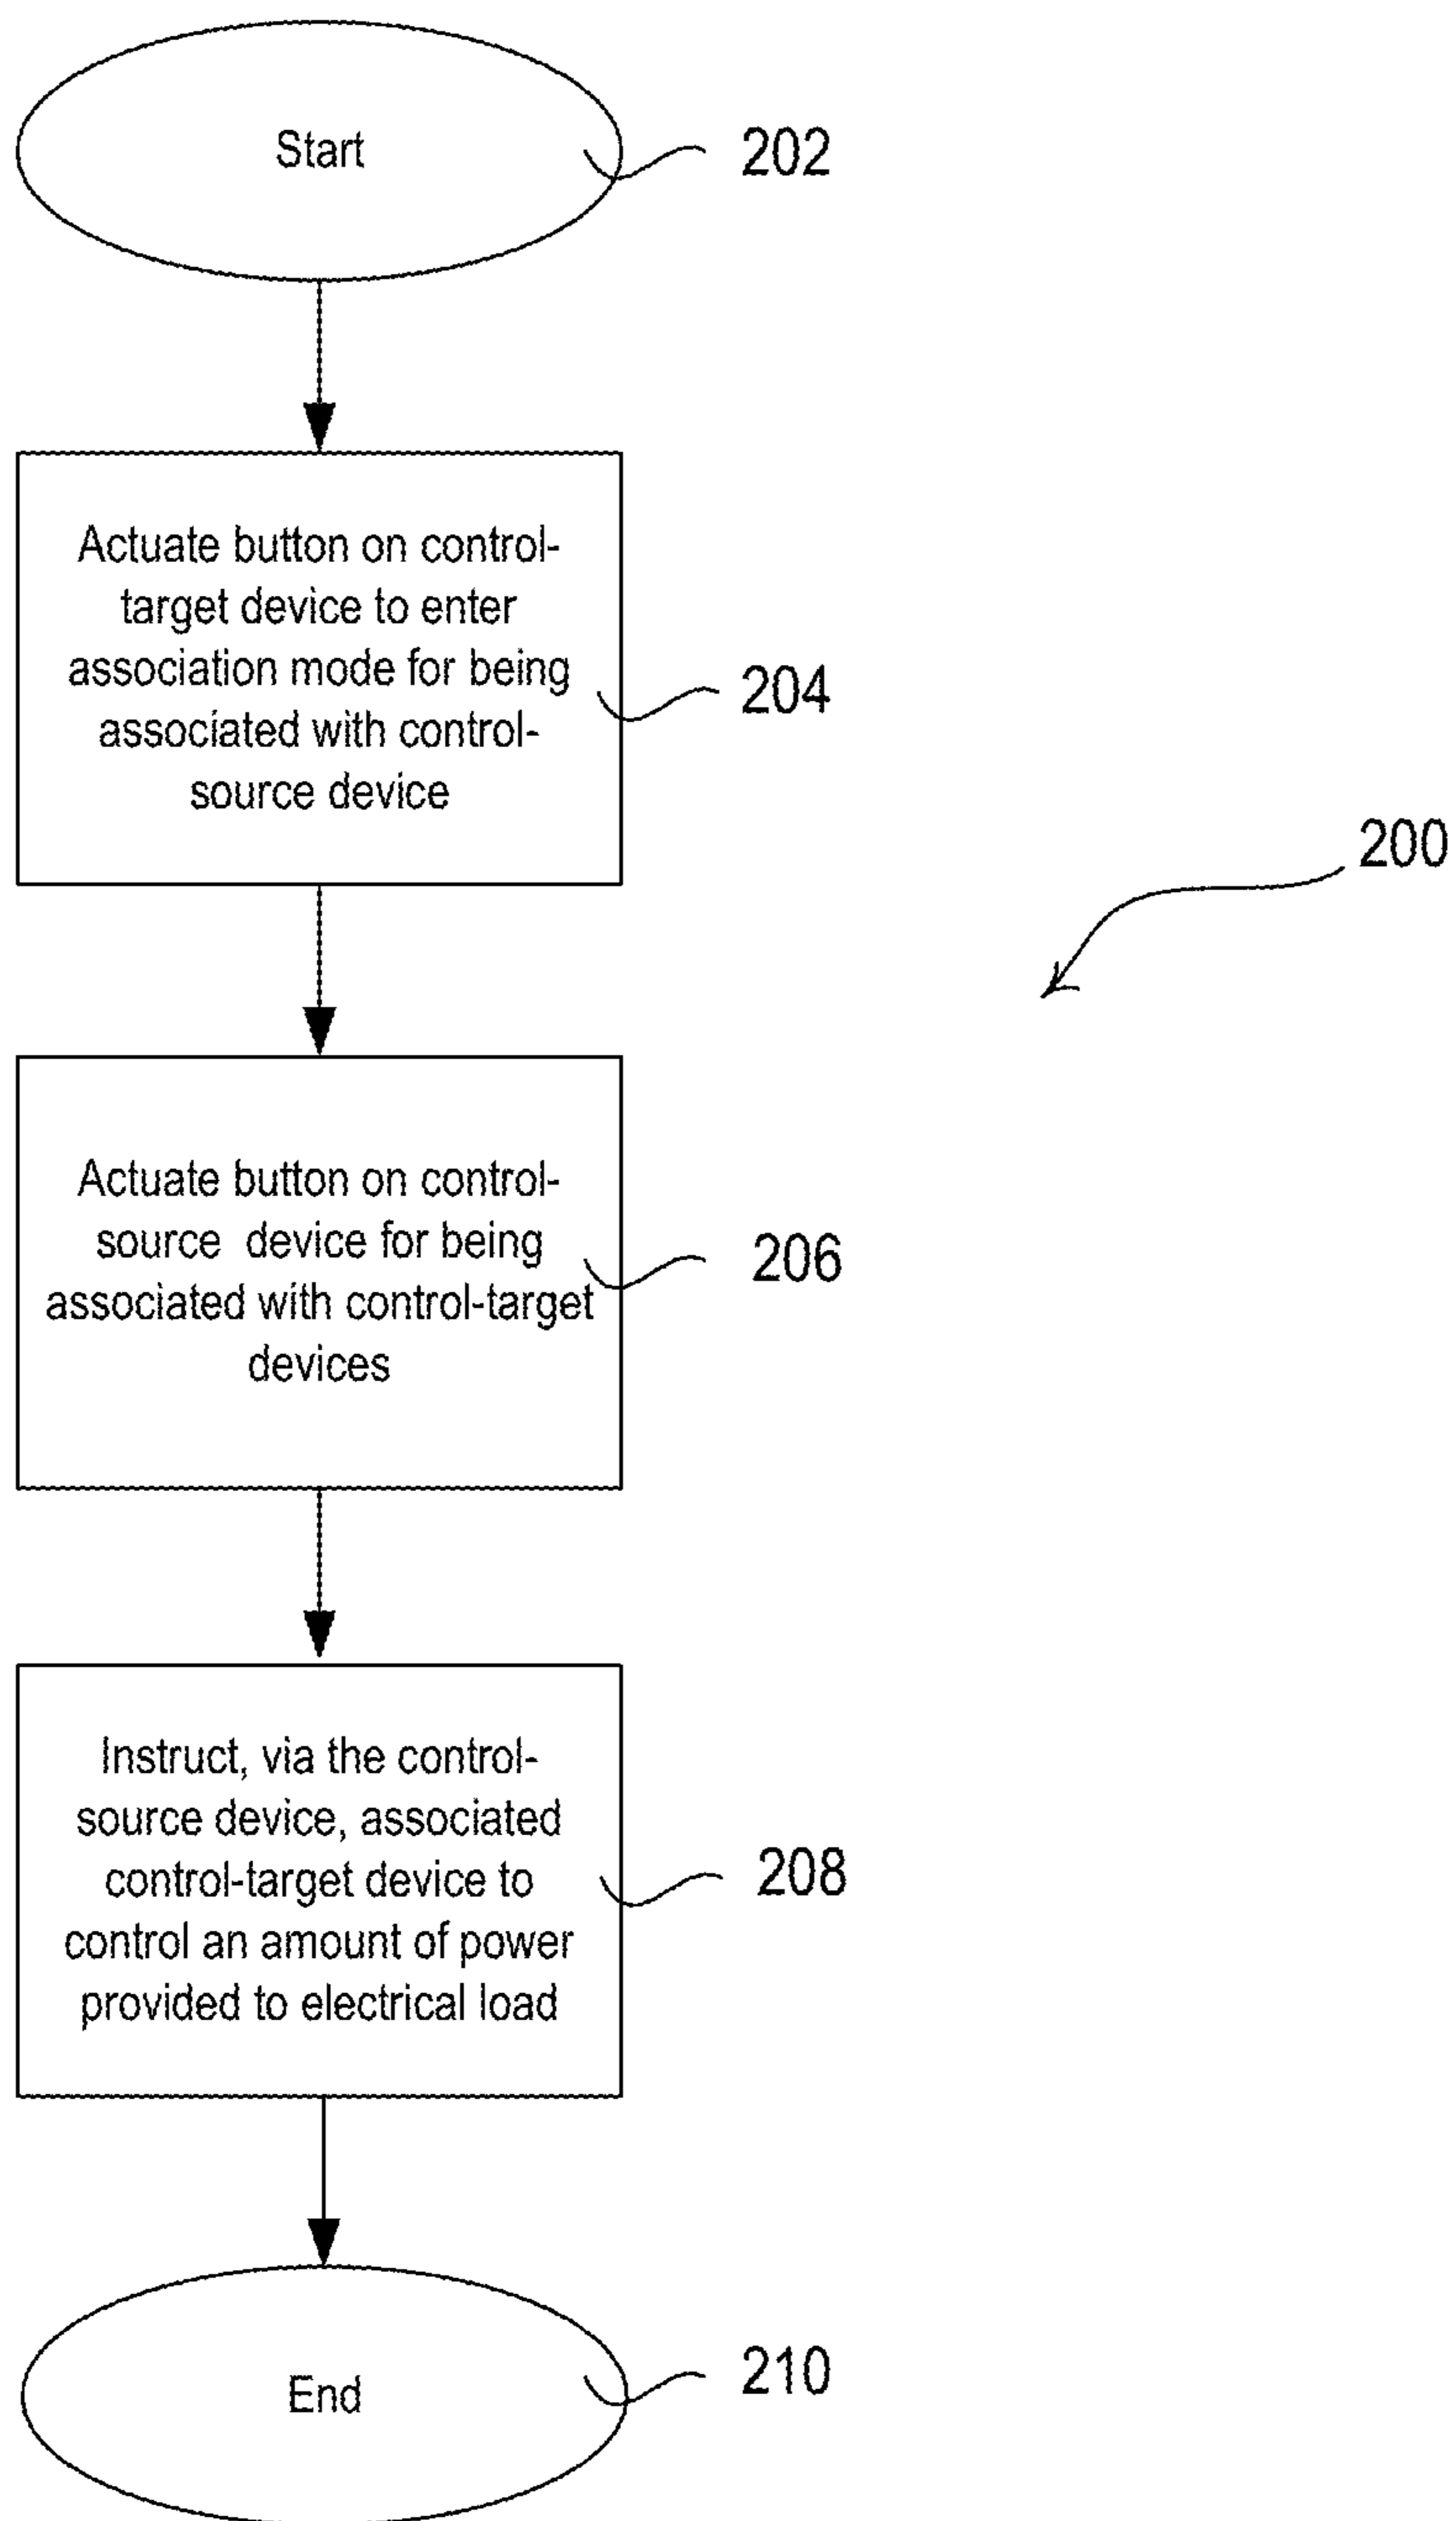 Start
202
Actuate button on control-
target device to enter
association mode for being
associated with control-
source device
204
200
Actuate button on control-
source device for being
associated with control-target
devices
206
Instruct, via the control-
source device, associated
control-target device to
control an amount of power
provided to electrical load
208
End
210